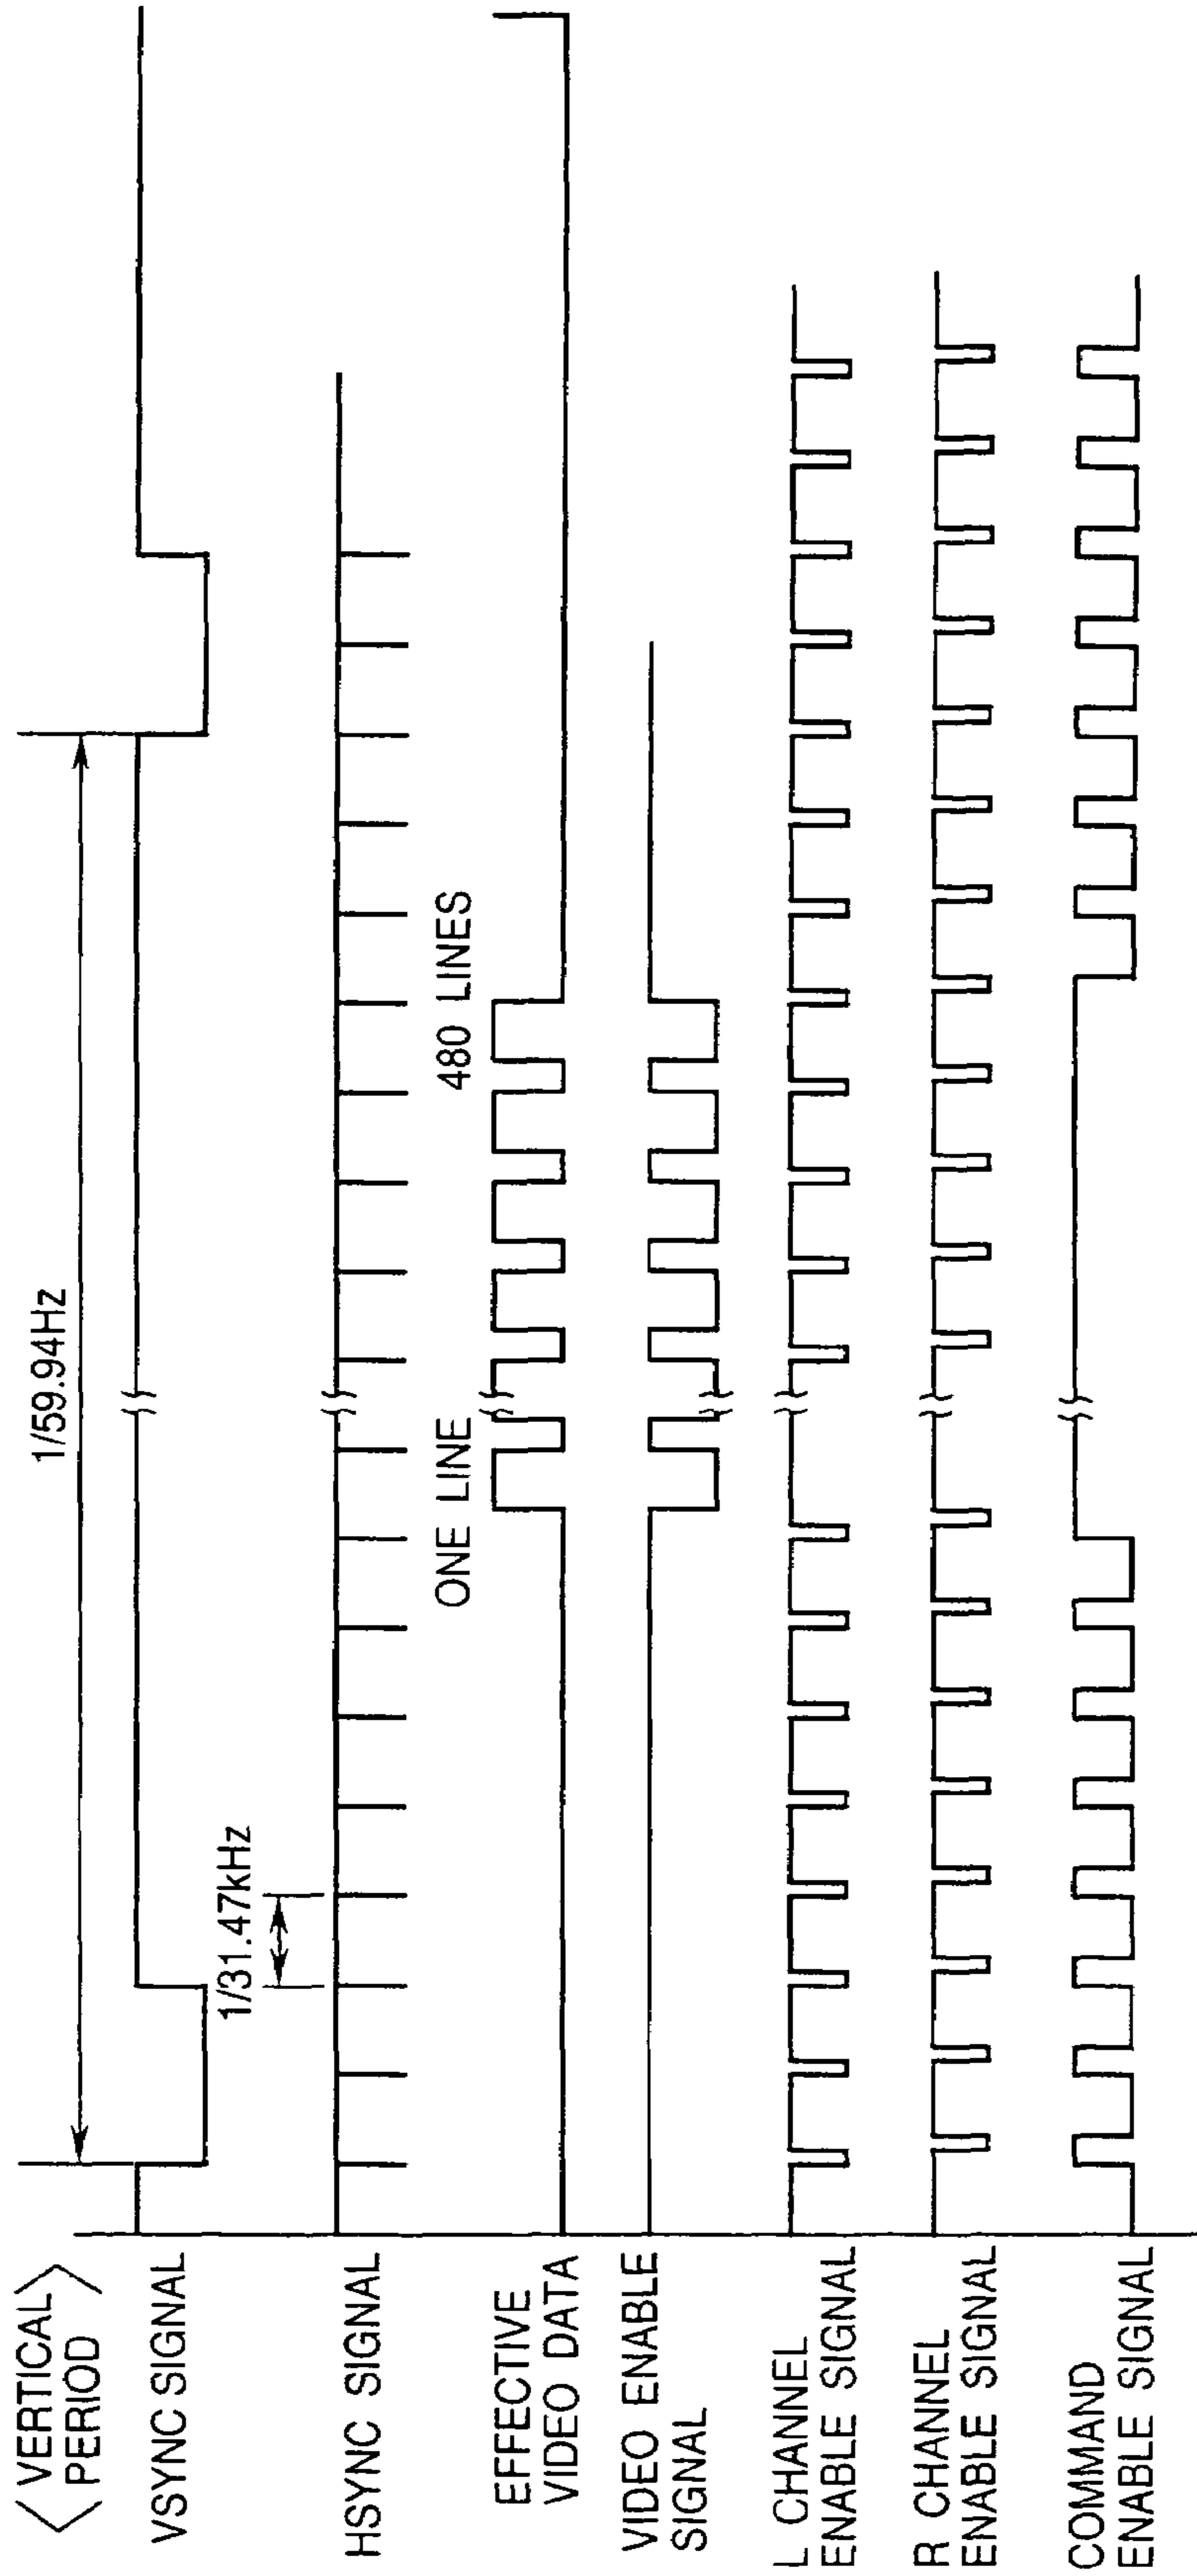 〈VERTICAL
PERIOD〉
1/59.94Hz
VSYNC SIGNAL
1/31.47kHz
HSYNC SIGNAL
ONE LINE
480 LINES
EFFECTIVE
VIDEO DATA
VIDEO ENABLE
SIGNAL
L CHANNEL
ENABLE SIGNAL
R CHANNEL
ENABLE SIGNAL
COMMAND
ENABLE SIGNAL